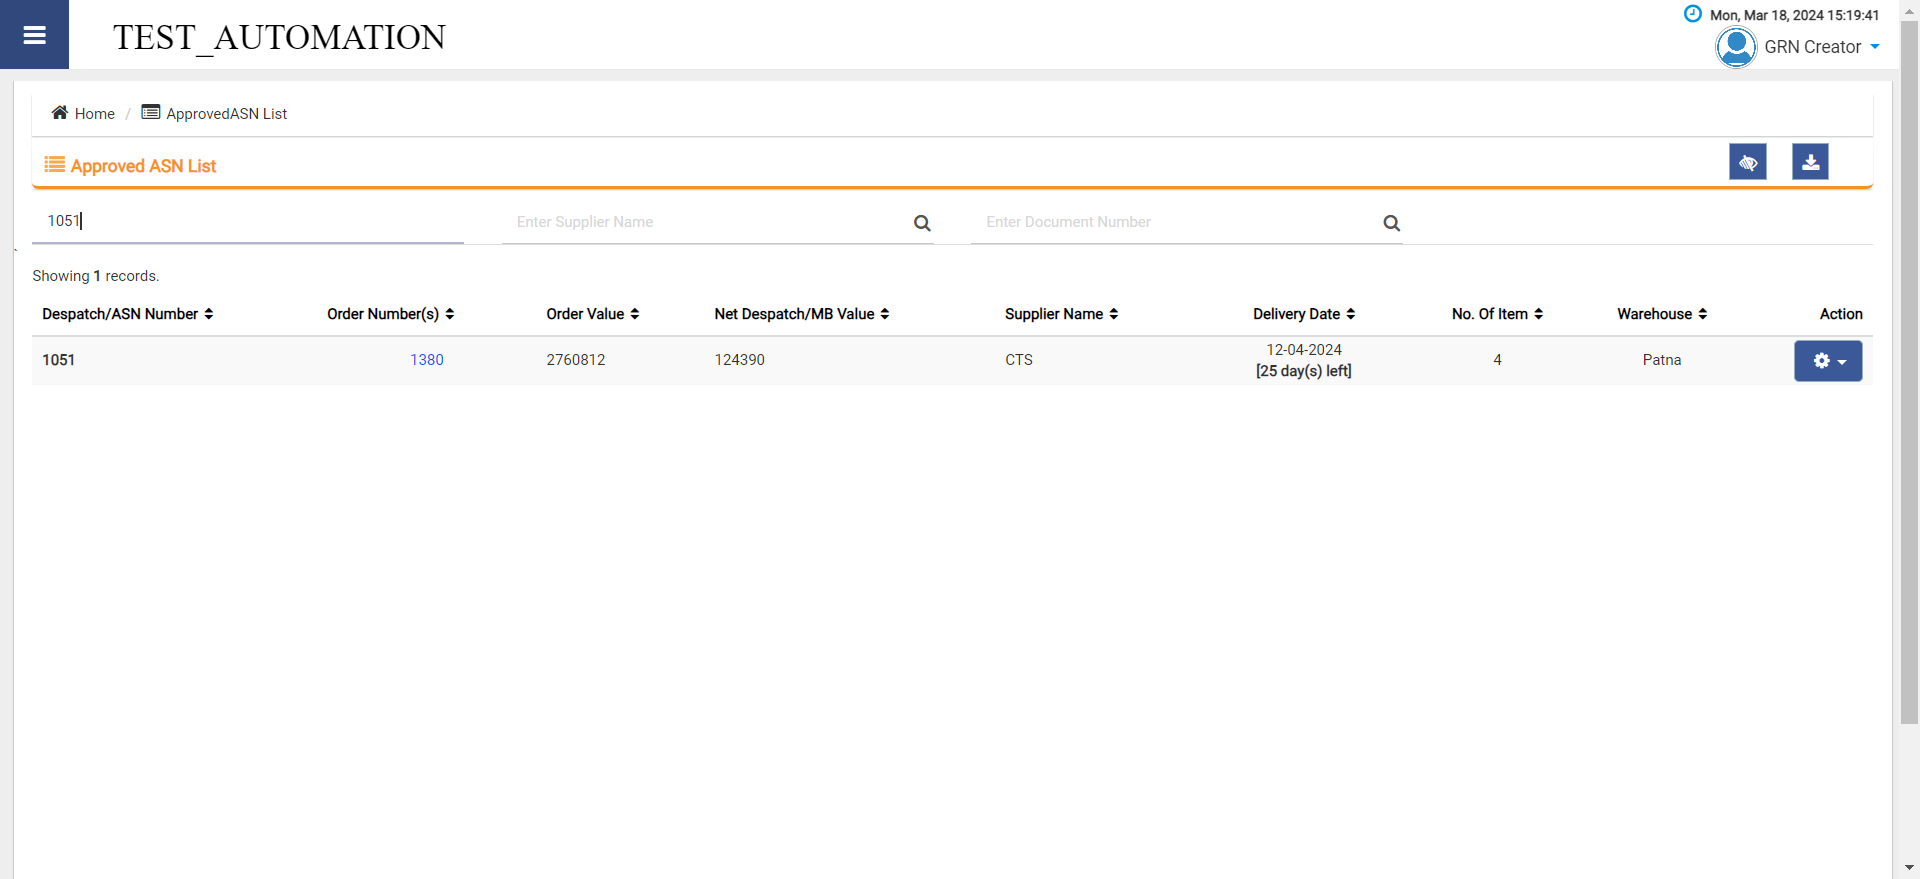 Mon, Mar 18, 2024 15:19:41
TEST_AUTOMATION
GRN Creator
Home / ApprovedASN List
Approved ASN List
1051
Enter Supplier Name
Enter Document Number
Showing 1 records.
Despatch/ASN Number Order Number(s) Order Value Net Despatch/MB Value Supplier Name Delivery Date No. Of Item Warehouse Action
1051 1380 2760812 124390 CTS 12-04-2024 4 Patna
[25 day(s) left]